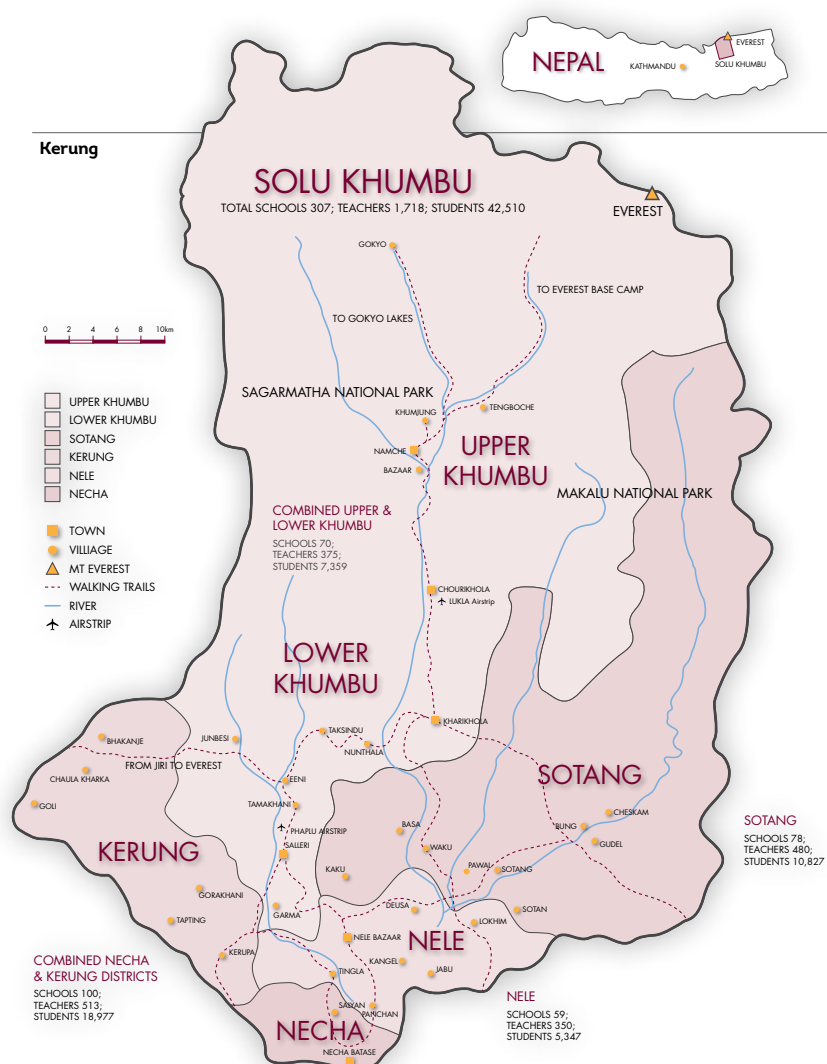 NEPAL
EVEREST
KATHMANDU
SOLU KHUMBU
Kerung
SOLU KHUMBU
TOTAL SCHOOLS 307; TEACHERS 1,718; STUDENTS 42,510
EVEREST
GOKYO
TO EVEREST BASE CAMP
TO GOKYO LAKES
0 2 4 6 8 10km
SAGARMATHA NATIONAL PARK
UPPER KHUMBU
LOWER KHUMBU
SOTANG
KERUNG
NELE
NECHA
TOWN
VILLIAGE
MT EVEREST
WALKING TRAILS
RIVER
AIRSTRIP
KHUMJUNG
TENGBOCHE
NAMCHE
BAZAAR
UPPER
KHUMBU
MAKALU NATIONAL PARK
COMBINED UPPER &
LOWER KHUMBU
SCHOOLS 70;
TEACHERS 375;
STUDENTS 7,359
CHOURIKHOLA
LUKLA Airstrip
LOWER
KHUMBU
KHARIKHOLA
TAKSINDU
NUNTHALA
JUNBESI
BHAKANJE
FROM JIRI TO EVEREST
CHAULA KHARKA
GOLI
EENI
TAMAKHANI
PHAPLU AIRSTRIP
SALLERI
SOTANG
CHESKAM
BUNG
GUDEL
BASA
WAKU
KAKU
PAWAL
SOTANG
SOTANG
SCHOOLS 78;
TEACHERS 480;
STUDENTS 10,827
KERUNG
GORAKHANI
TAPTING
GARMA
DEUSA
SOTAN
LOKHIM
NELE BAZAAR
NELE
KERUPA
KANGEL
JABU
TINGLA
COMBINED NECHA
& KERUNG DISTRICTS
SCHOOLS 100;
TEACHERS 513;
STUDENTS 18,977
NELE
SCHOOLS 59;
TEACHERS 350;
STUDENTS 5,347
SALYAN
PANCHAN
NECHA
NECHA BATASE